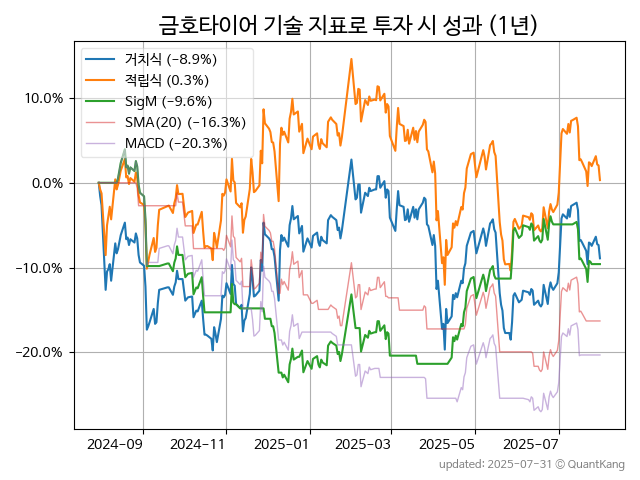 금호타이어 기술 지표로 투자 시 성과 (1년)
거치식 (−8.9%)
적립식 (0.3%)
SigM (−9.6%)
SMA(20) (−16.3%)
MACD (−20.3%)
10.0%
0.0%
−10.0%
−20.0%
2024-09 2024-11 2025-01 2025-03 2025-05 2025-07
updated: 2025-07-31 © QuantKang